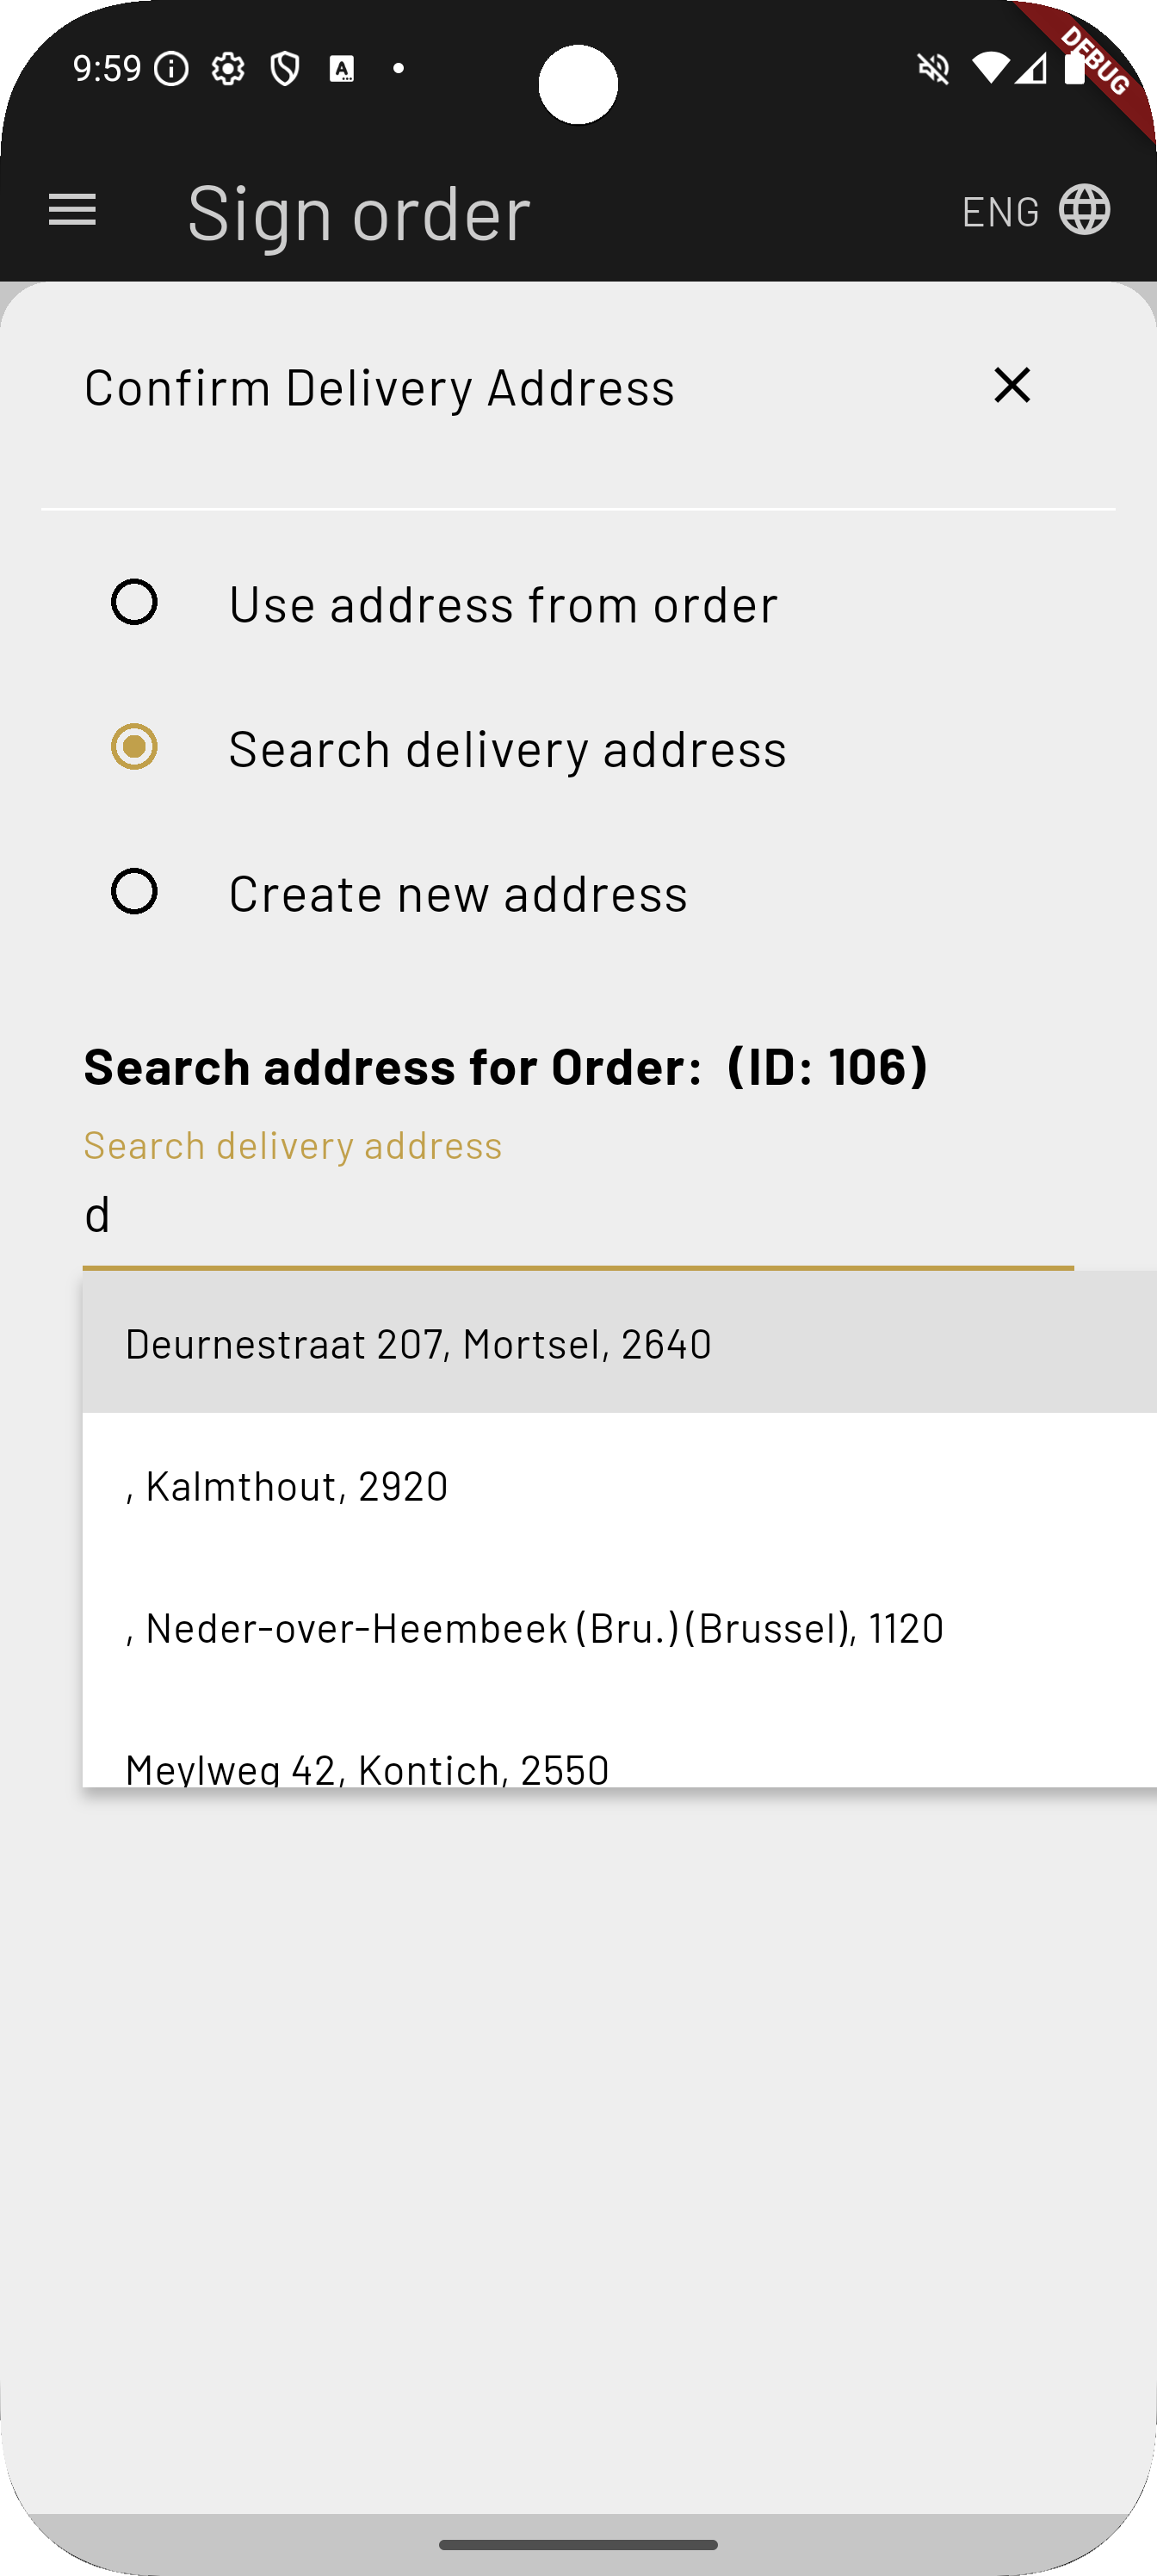 9:59
DEBUG
Sign order
ENG
Confirm Delivery Address
Use address from order
Search delivery address
Create new address
Search address for Order:  (ID: 106)
Search delivery address
d
Deurnestraat 207, Mortsel, 2640
, Kalmthout, 2920
, Neder-over-Heembeek (Bru.) (Brussel), 1120
Meylweg 42, Kontich, 2550